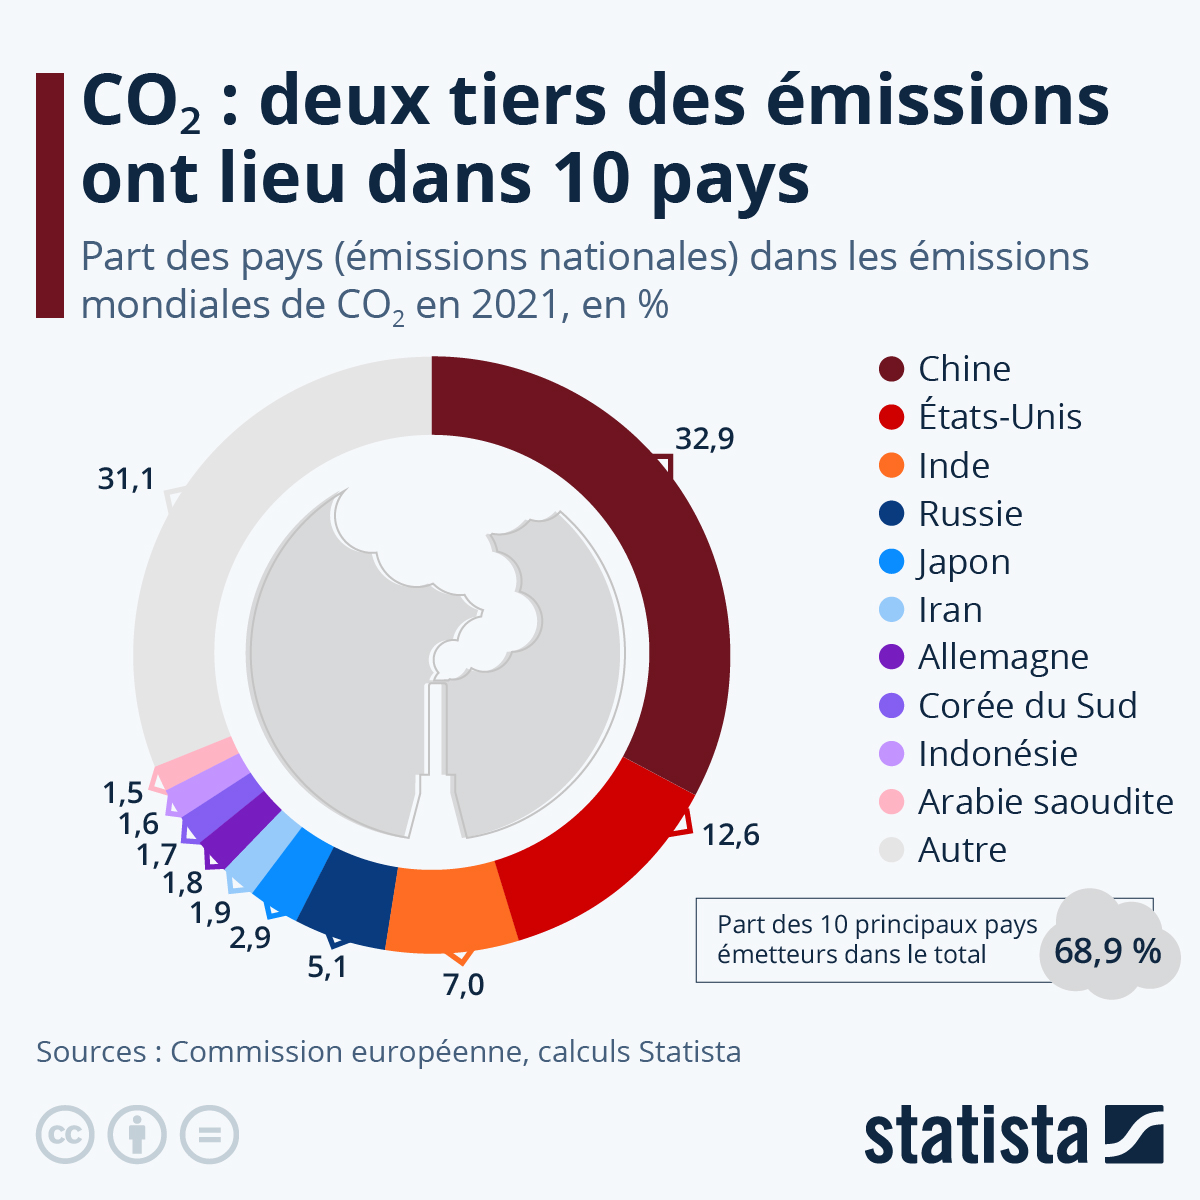 CO₂ : deux tiers des émissions
ont lieu dans 10 pays
Part des pays (émissions nationales) dans les émissions
mondiales de CO₂ en 2021, en %
Chine
États-Unis
Inde
Russie
Japon
Iran
Allemagne
Corée du Sud
Indonésie
Arabie saoudite
Autre
32,9
12,6
7,0
5,1
2,9
1,9
1,8
1,7
1,6
1,5
31,1
Part des 10 principaux pays
émetteurs dans le total
68,9 %
Sources : Commission européenne, calculs Statista
cc
statista